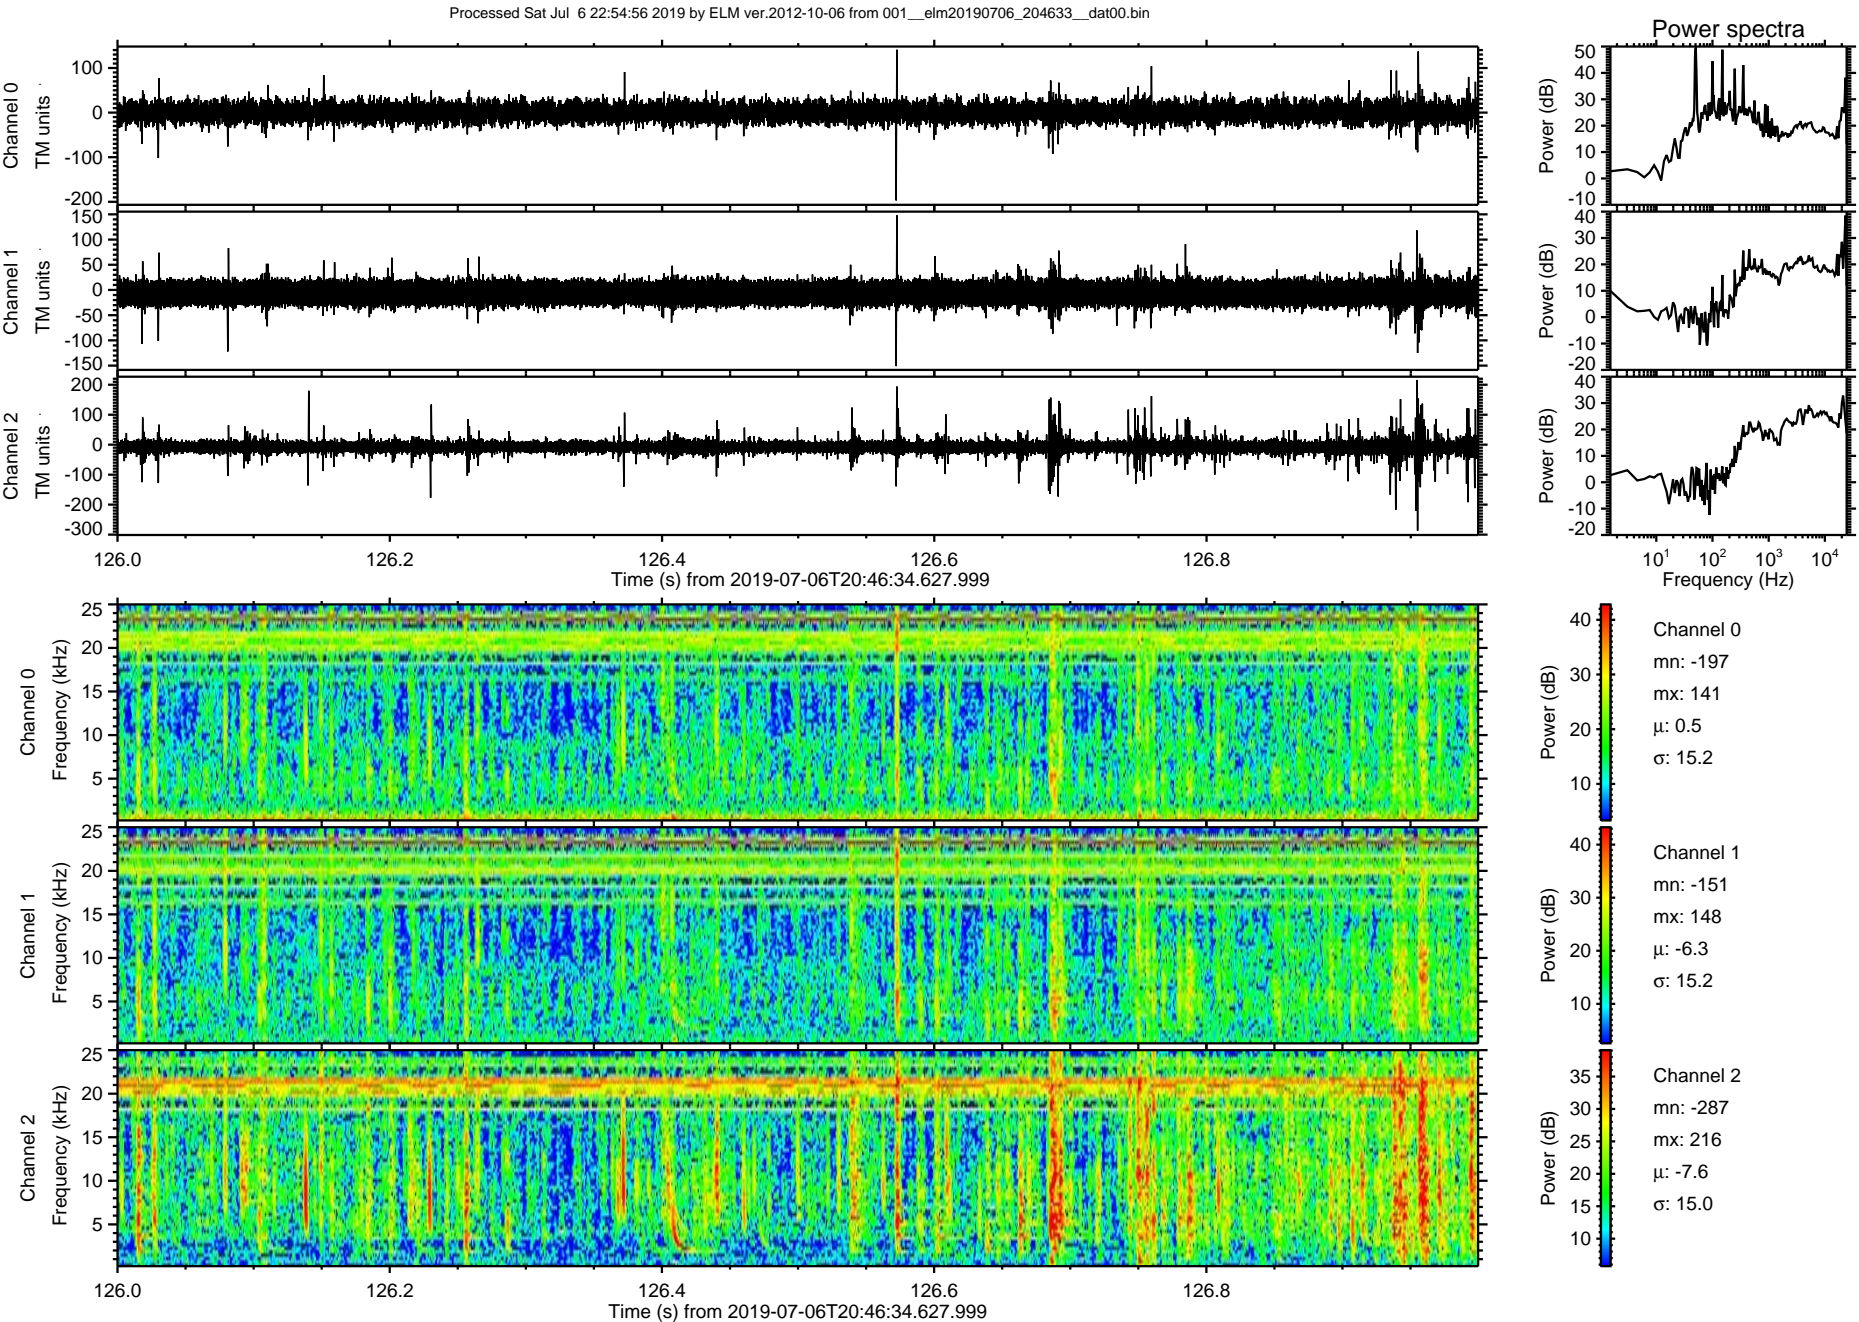 Processed Sat Jul  6 22:54:56 2019 by ELM ver.2012-10-06 from 001__elm20190706_204633__dat00.bin
Power spectra
Channel 0
TM units
100
0
-100
-200
Power (dB)
50
40
30
20
10
0
-10
Channel 1
TM units
150
100
50
0
-50
-100
-150
Power (dB)
40
30
20
10
0
-10
-20
Channel 2
TM units
200
100
0
-100
-200
-300
Power (dB)
40
30
20
10
0
-10
-20
126.0 126.2 126.4 126.6 126.8
Time (s) from 2019-07-06T20:46:34.627.999
10¹ 10² 10³ 10⁴
Frequency (Hz)
Channel 0
Frequency (kHz)
25
20
15
10
5
Power (dB)
40
30
20
10
Channel 0
mn: -197
mx: 141
μ: 0.5
σ: 15.2
Channel 1
Frequency (kHz)
25
20
15
10
5
Power (dB)
40
30
20
10
Channel 1
mn: -151
mx: 148
μ: -6.3
σ: 15.2
Channel 2
Frequency (kHz)
25
20
15
10
5
Power (dB)
35
30
25
20
15
10
Channel 2
mn: -287
mx: 216
μ: -7.6
σ: 15.0
126.0 126.2 126.4 126.6 126.8
Time (s) from 2019-07-06T20:46:34.627.999